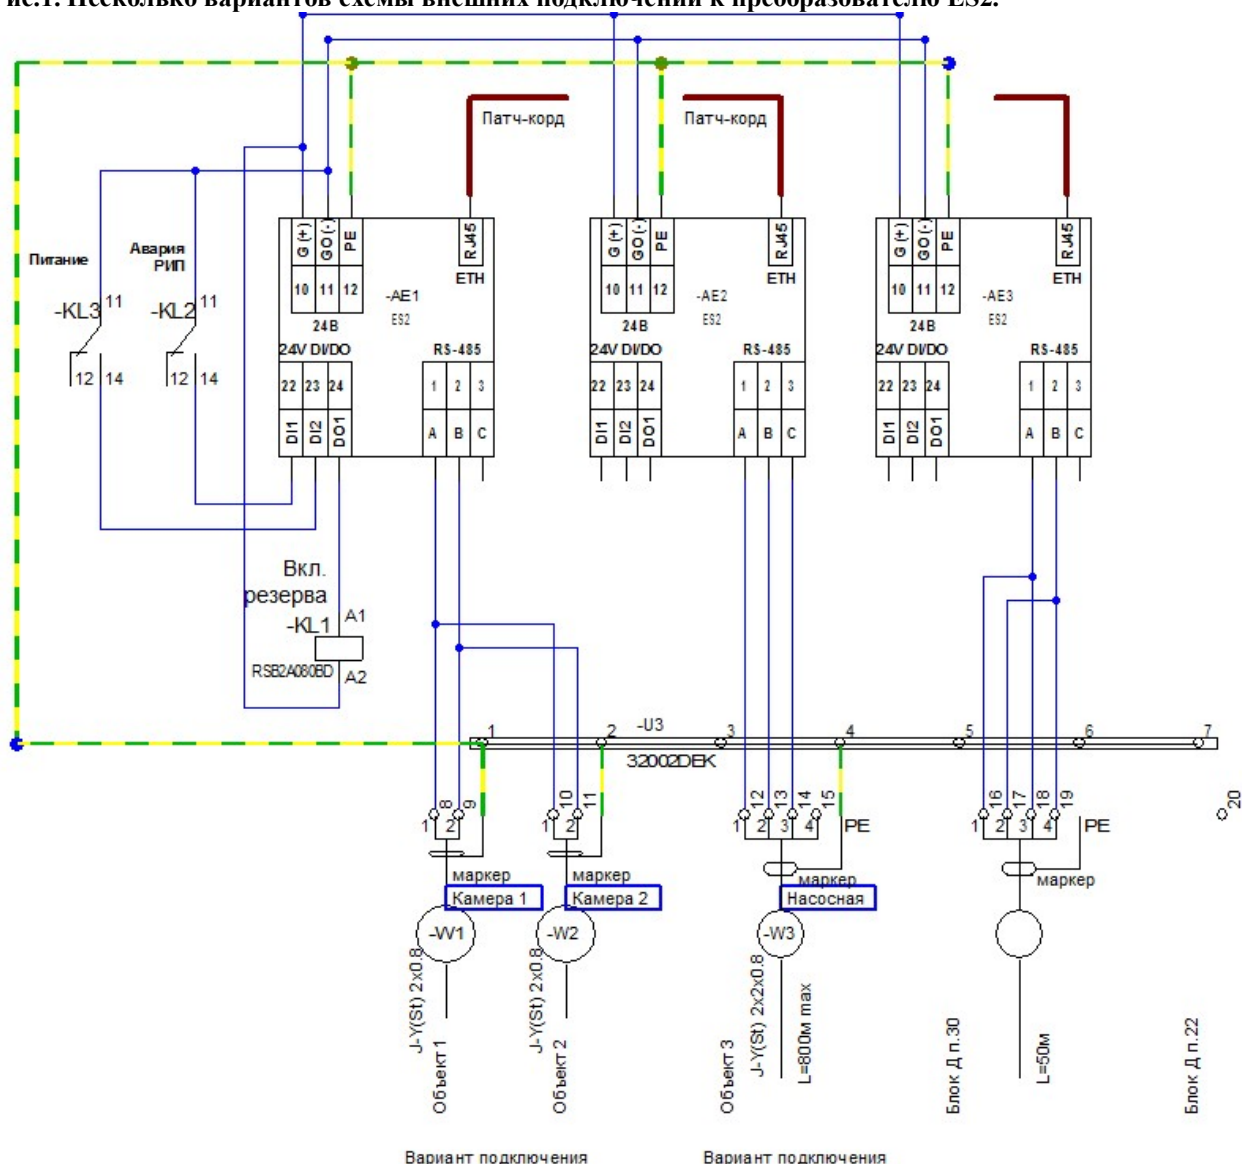 ис.1. Несколько вариантов схемы внешних подключений к преобразователю ES2.
Патч-корд
Патч-корд
Питание
Авария
РИП
-KL3
11
12
14
-KL2
11
12
14
G (+)
GO (-)
PE
RJ45
ETH
10
11
12
-AE1
ES2
24В
24V DI/DO
RS-485
22
23
24
1
2
3
DI1
DI2
DO1
A
B
C
G (+)
GO (-)
PE
RJ45
ETH
10
11
12
-AE2
ES2
24В
24V DI/DO
RS-485
22
23
24
1
2
3
DI1
DI2
DO1
A
B
C
G (+)
GO (-)
PE
RJ45
ETH
10
11
12
-AE3
ES2
24В
24V DI/DO
RS-485
22
23
24
1
2
3
DI1
DI2
DO1
A
B
C
Вкл.
резерва
-KL1
A1
RSB2A080BD
A2
1
2
-U3
3
4
5
6
7
32002DEK
8
9
10
11
12
13
14
15
16
17
18
19
20
1
2
1
2
1
2
3
4
PE
1
2
3
4
PE
маркер
маркер
маркер
маркер
Камера 1
Камера 2
Насосная
-W1
-W2
-W3
J-Y(St) 2x0.8
J-Y(St) 2x0.8
J-Y(St) 2x2x0.8
L=800м max
L=50м
Объект 1
Объект 2
Объект 3
Блок Д п.30
Блок Д п.22
Вариант подключения
Вариант подключения